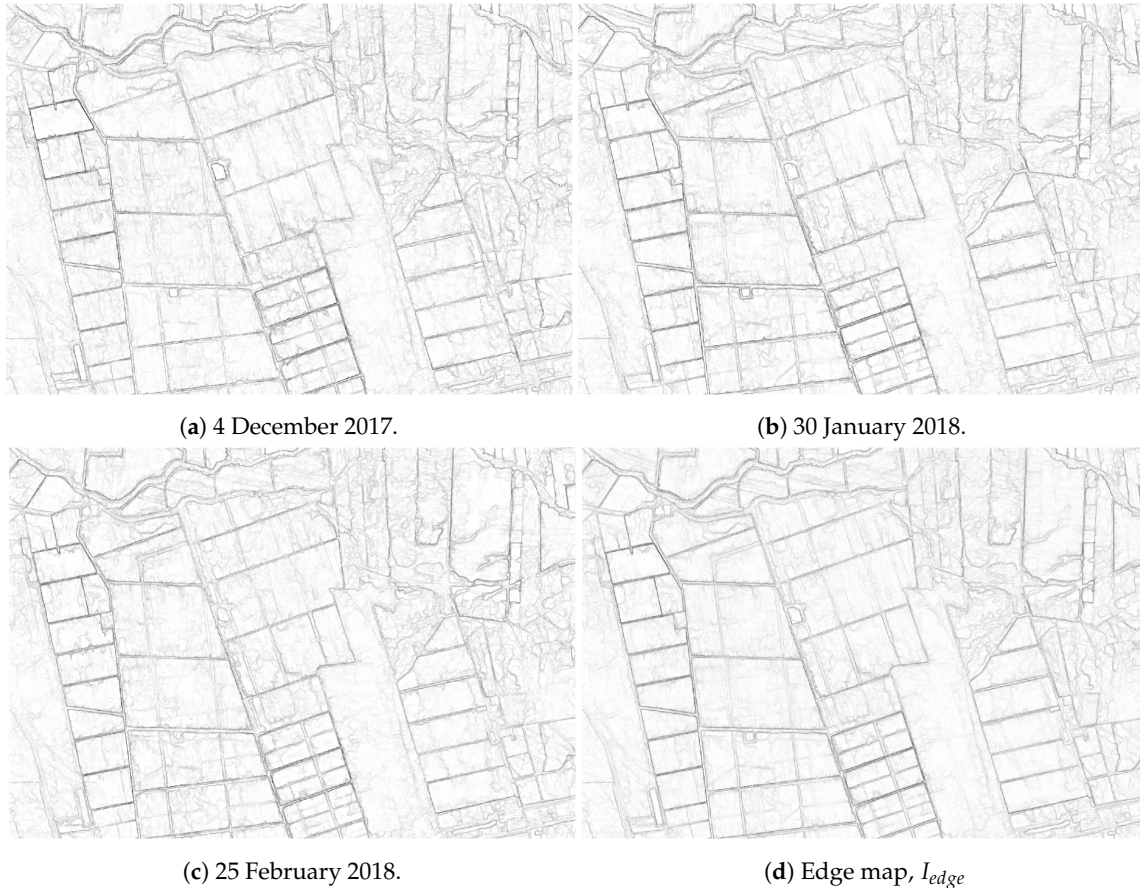 (a) 4 December 2017.
(b) 30 January 2018.
(c) 25 February 2018.
(d) Edge map, I_edge